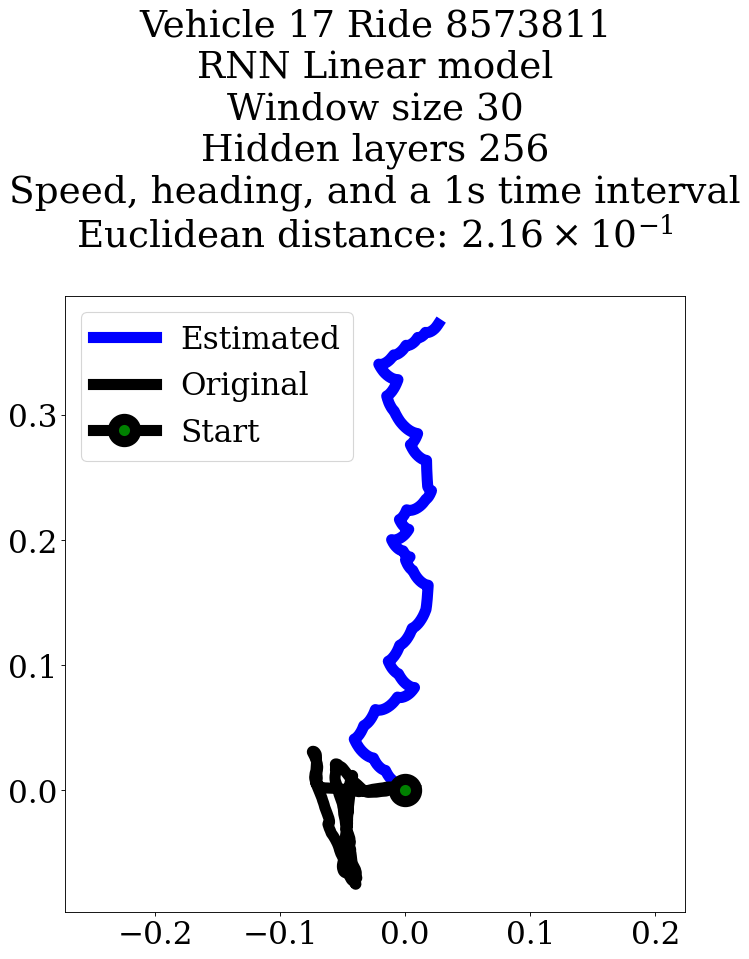 Vehicle 17 Ride 8573811
RNN Linear model
Window size 30
Hidden layers 256
Speed, heading, and a 1s time interval
Euclidean distance: 2.16 × 10⁻¹
Estimated
Original
Start
0.3
0.2
0.1
0.0
−0.2 −0.1 0.0 0.1 0.2